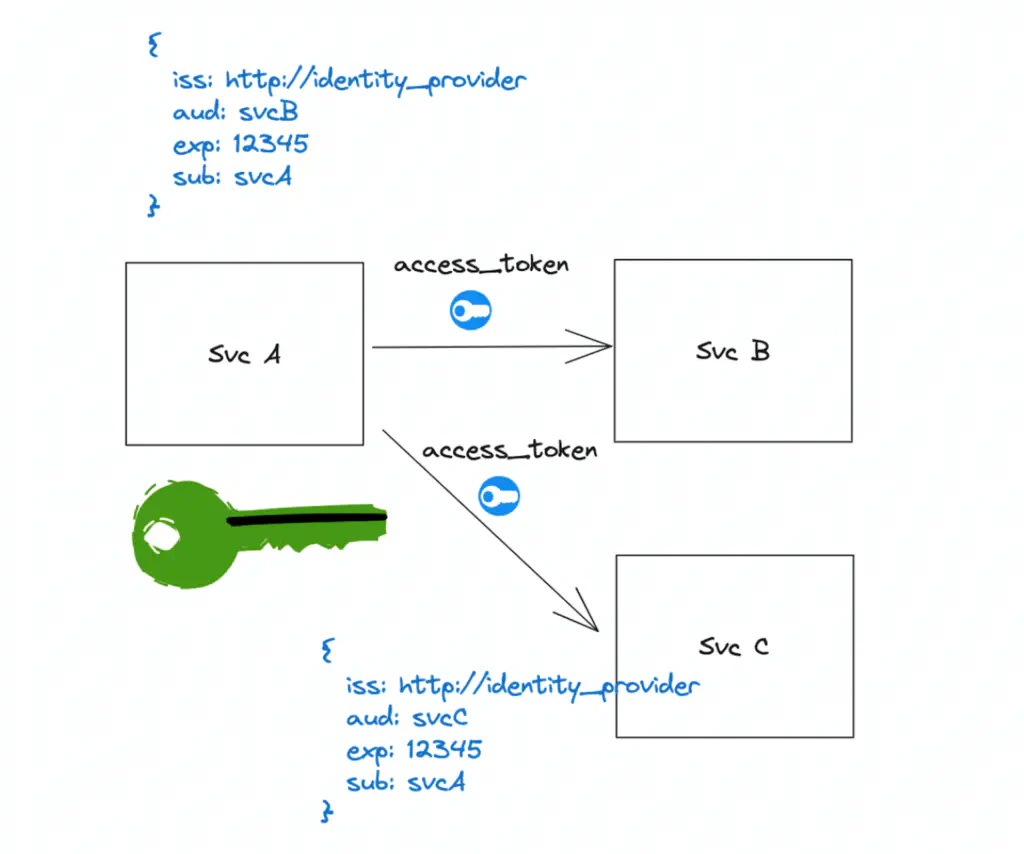 {
iss: http://identity_provider
aud: svcB
exp: 12345
sub: svcA
}
access_token
Svc A
Svc B
access_token
Svc C
{
iss: http://identity_provider
aud: svcC
exp: 12345
sub: svcA
}